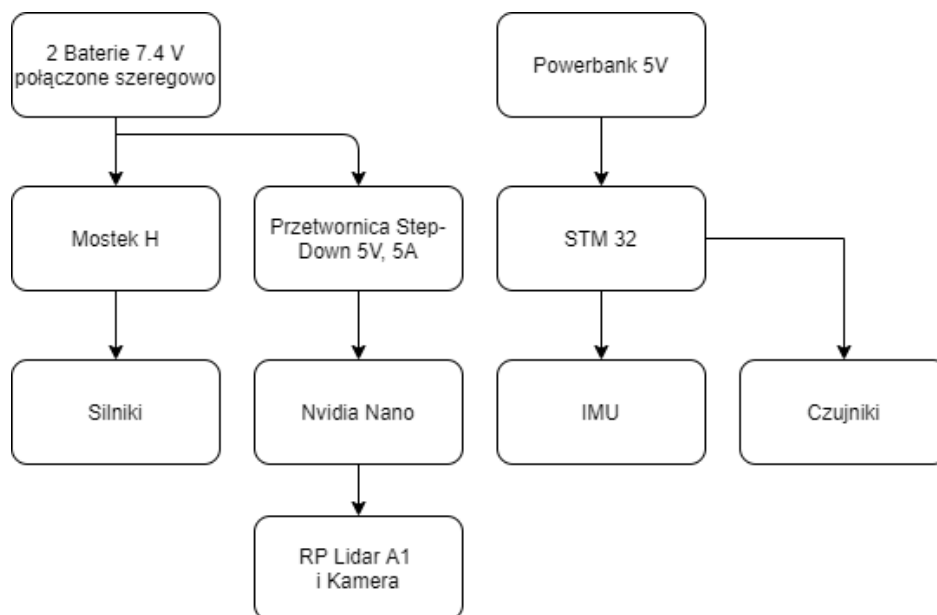 2 Baterie 7.4 V
połączone szeregowo
Powerbank 5V
Mostek H
Przetwornica Step-
Down 5V, 5A
STM 32
Silniki
Nvidia Nano
IMU
Czujniki
RP Lidar A1
i Kamera